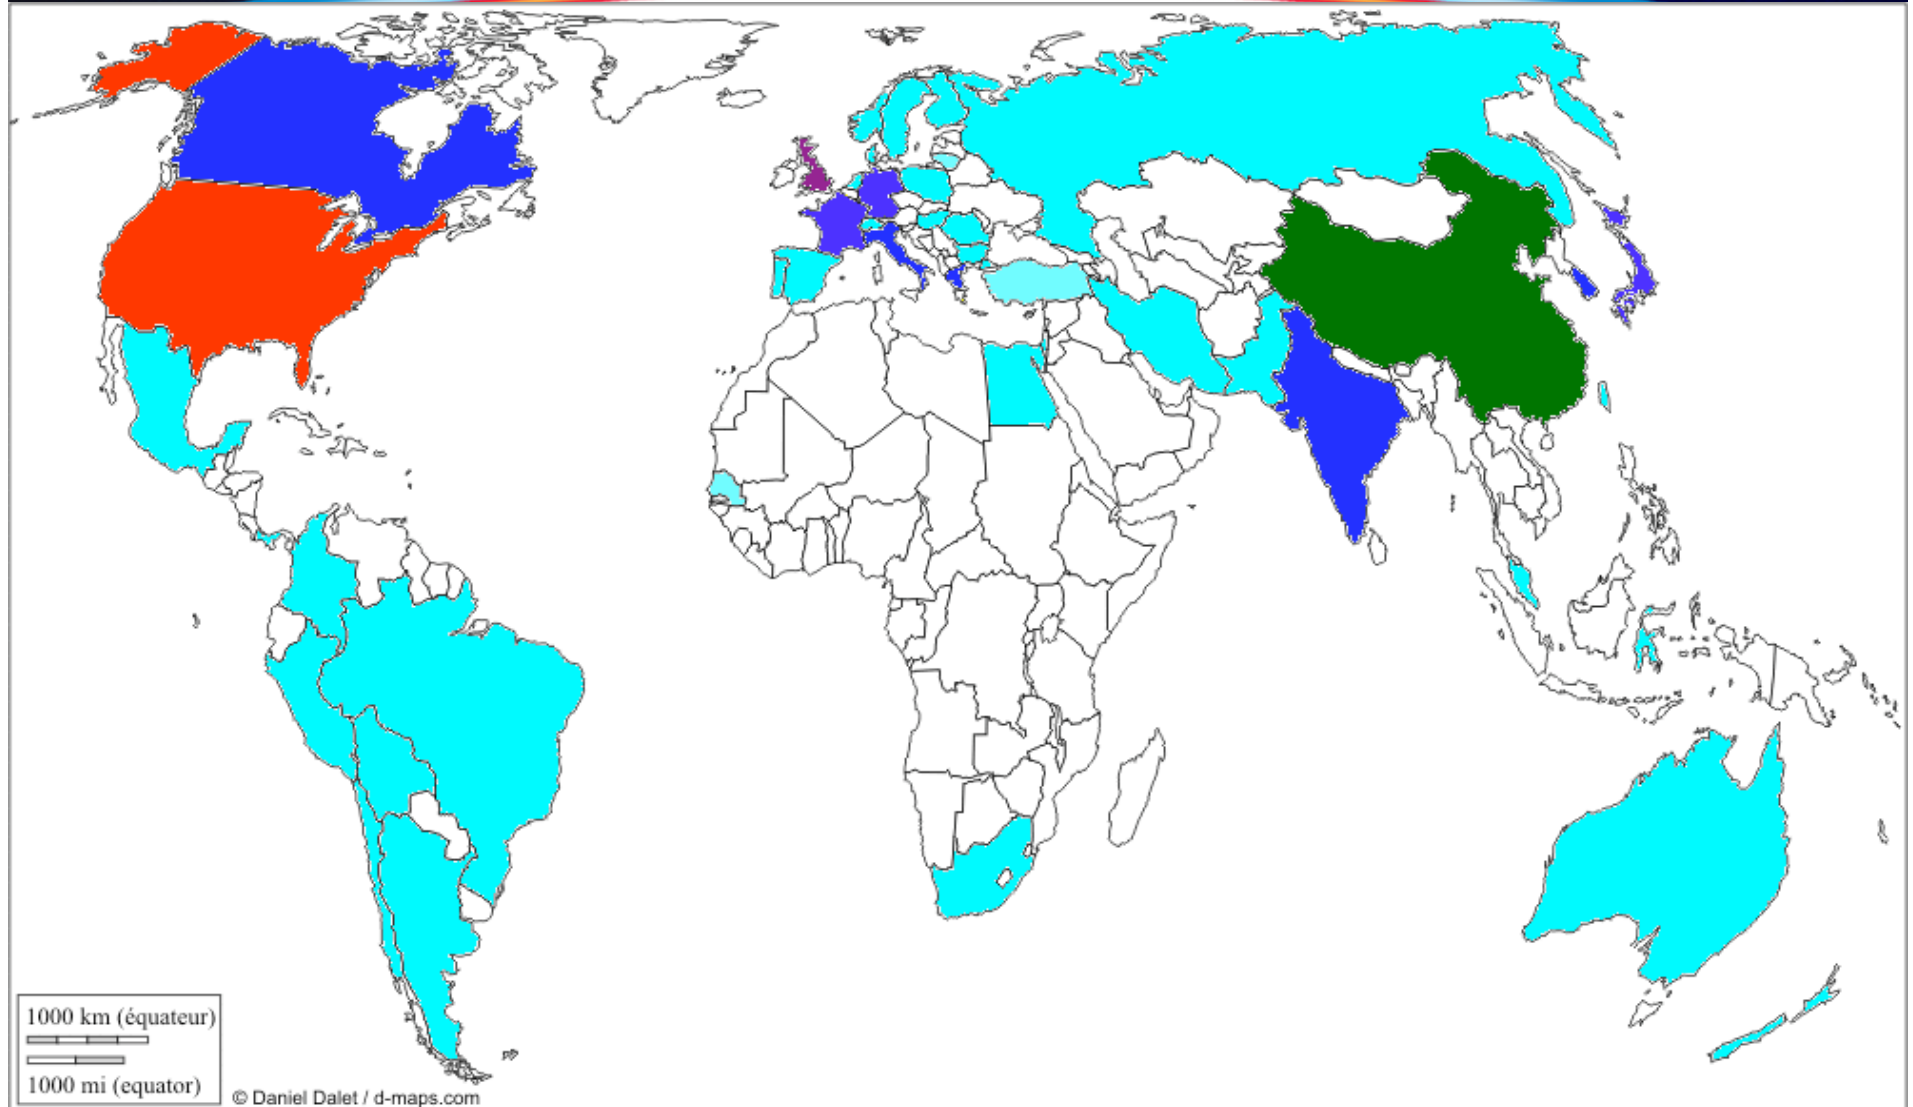 1000 km (équateur)
1000 mi (equator)
© Daniel Dalet / d-maps.com